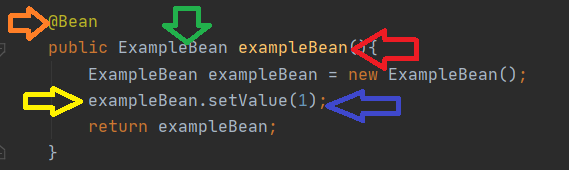 @Bean
public ExampleBean exampleBean(){
ExampleBean exampleBean = new ExampleBean();
exampleBean.setValue(1);
return exampleBean;
}